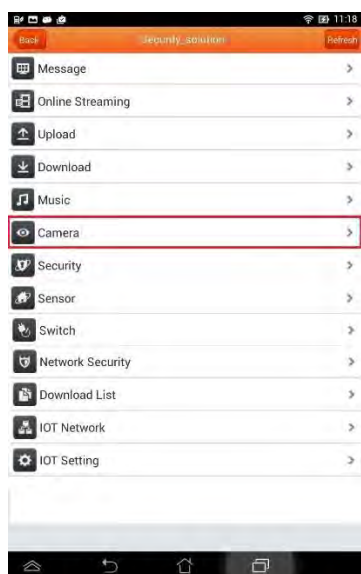 11:18
Back Security_solution Refresh
Message
Online Streaming
Upload
Download
Music
Camera
Security
Sensor
Switch
Network Security
Download List
IOT Network
IOT Setting